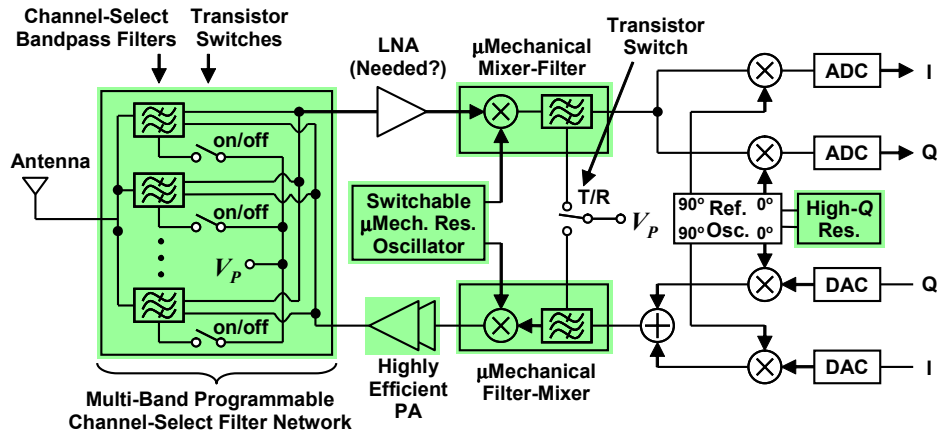 Channel-Select
Bandpass Filters
Transistor
Switches
LNA
(Needed?)
µMechanical
Mixer-Filter
Transistor
Switch
ADC
I
on/off
Antenna
ADC
Q
on/off
Switchable
µMech. Res.
Oscillator
T/R
V_P
90° Ref. 0°
90° Osc. 0°
High-Q
Res.
V_P
DAC
Q
on/off
DAC
I
Highly
Efficient
PA
µMechanical
Filter-Mixer
Multi-Band Programmable
Channel-Select Filter Network